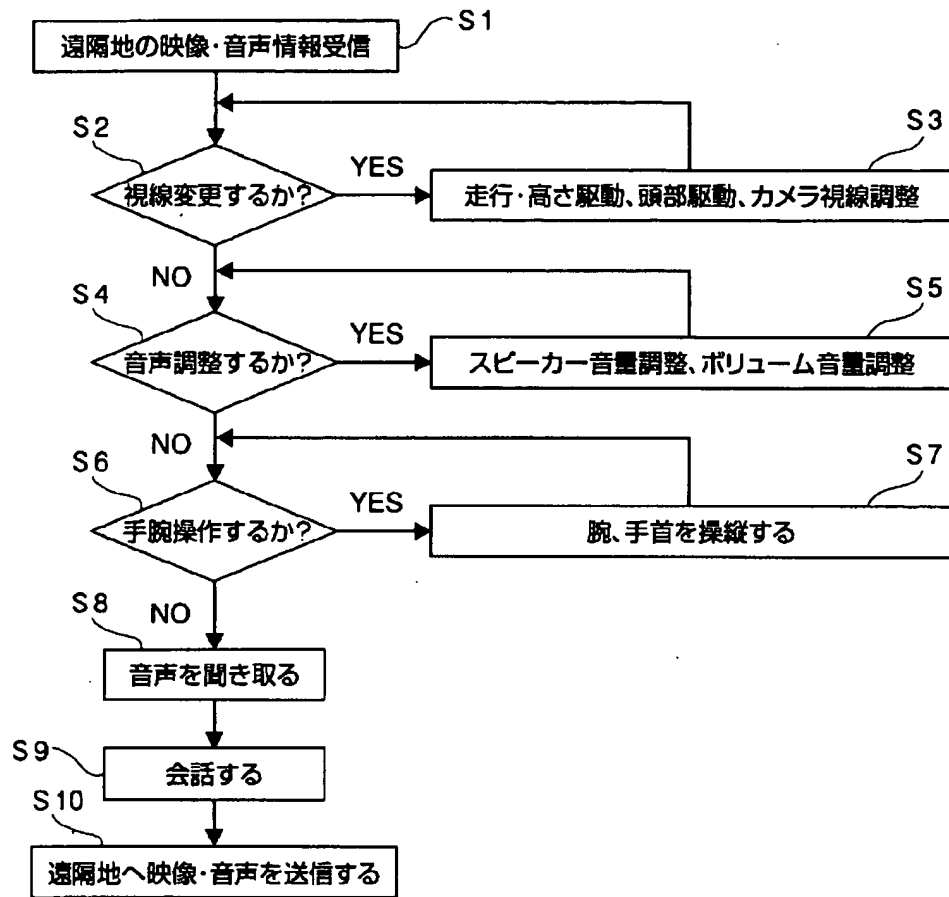 S1
遠隔地の映像・音声情報受信
S2
視線変更するか?
YES
S3
走行・高さ駆動、頭部駆動、カメラ視線調整
NO
S4
音声調整するか?
YES
S5
スピーカー音量調整、ボリューム音量調整
NO
S6
手腕操作するか?
YES
S7
腕、手首を操縦する
NO
S8
音声を聞き取る
S9
会話する
S10
遠隔地へ映像・音声を送信する